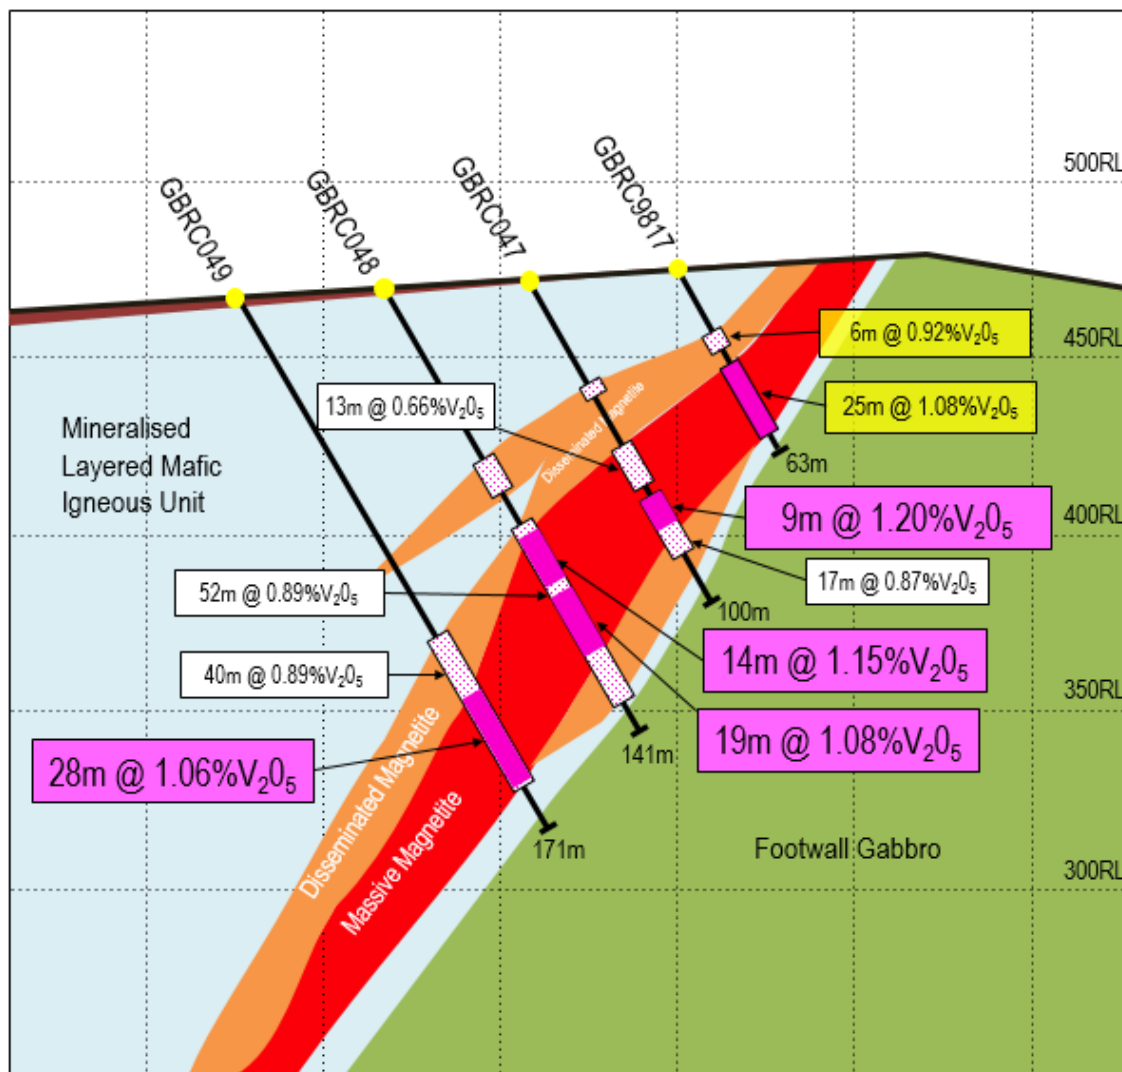 500RL
GBRC049
GBRC048
GBRC047
GBRC9817
450RL
6m @ 0.92%V₂0₅
25m @ 1.08%V₂0₅
13m @ 0.66%V₂0₅
Disseminated Magnetite
Mineralised
Layered Mafic
Igneous Unit
63m
9m @ 1.20%V₂0₅
400RL
17m @ 0.87%V₂0₅
52m @ 0.89%V₂0₅
100m
14m @ 1.15%V₂0₅
40m @ 0.89%V₂0₅
350RL
19m @ 1.08%V₂0₅
141m
28m @ 1.06%V₂0₅
Disseminated Magnetite
Massive Magnetite
171m
Footwall Gabbro
300RL